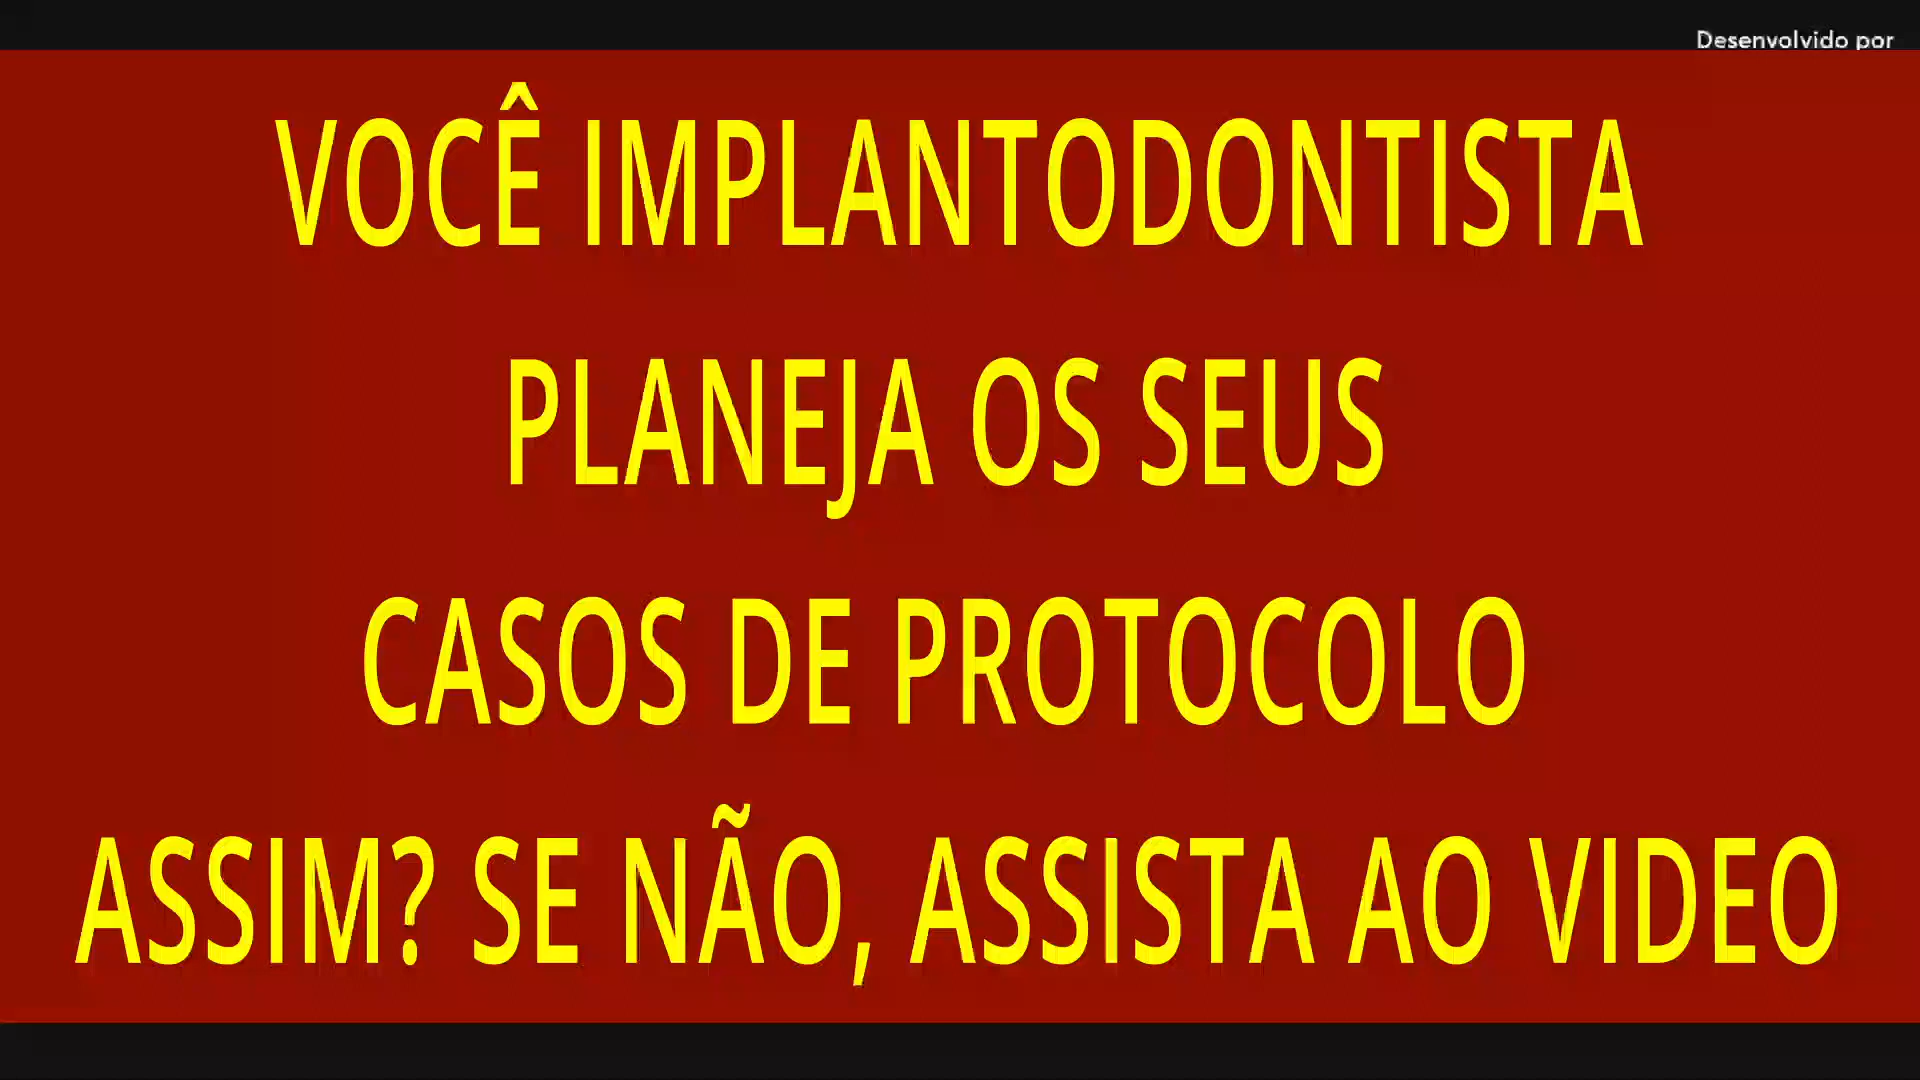 Desenvolvido por
VOCÊ IMPLANTODONTISTA
PLANEJA OS SEUS
CASOS DE PROTOCOLO
ASSIM? SE NÃO, ASSISTA AO VIDEO